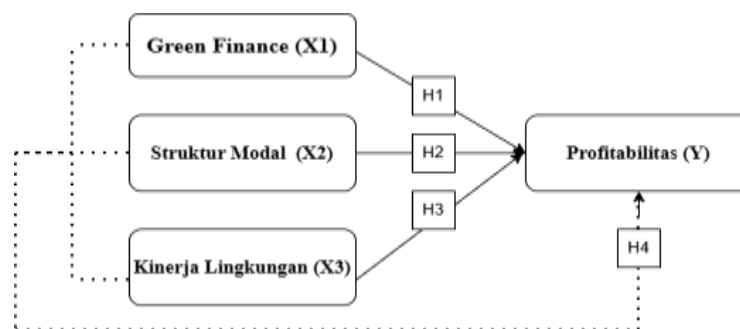 Green Finance (X1)
H1
Struktur Modal (X2)
H2
Profitabilitas (Y)
H3
Kinerja Lingkungan (X3)
H4